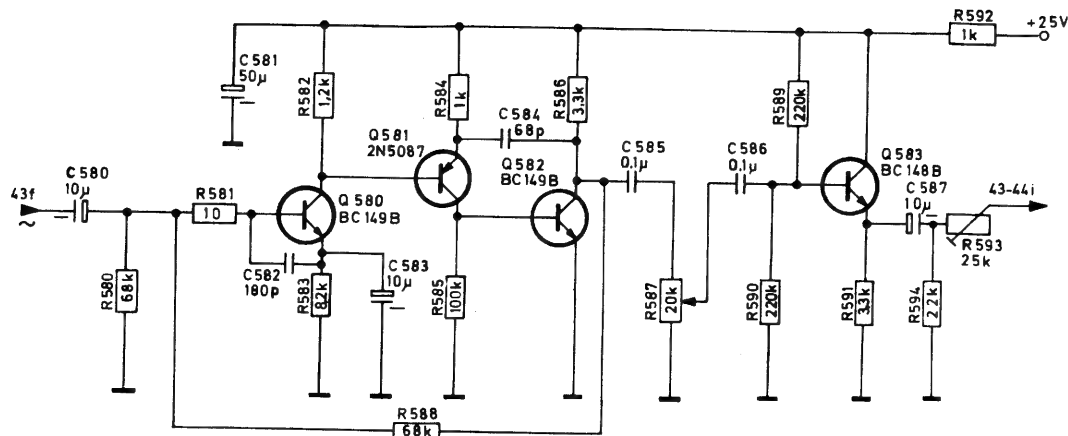 R592
1k
+25V
C581
50µ
R582
1,2k
R584
1k
R586
3.3k
R589
220k
C584
68p
Q581
2N5087
Q582
BC149B
C585
0,1µ
C586
0,1µ
Q583
BC148B
C587
10µ
43f
~
C580
10µ
R581
10
Q580
BC149B
43-44i
R593
25k
C582
180p
R583
8,2k
C583
10µ
R580
68k
R585
100k
R587
20k
R590
220k
R591
3.3k
R594
22k
R588
68k